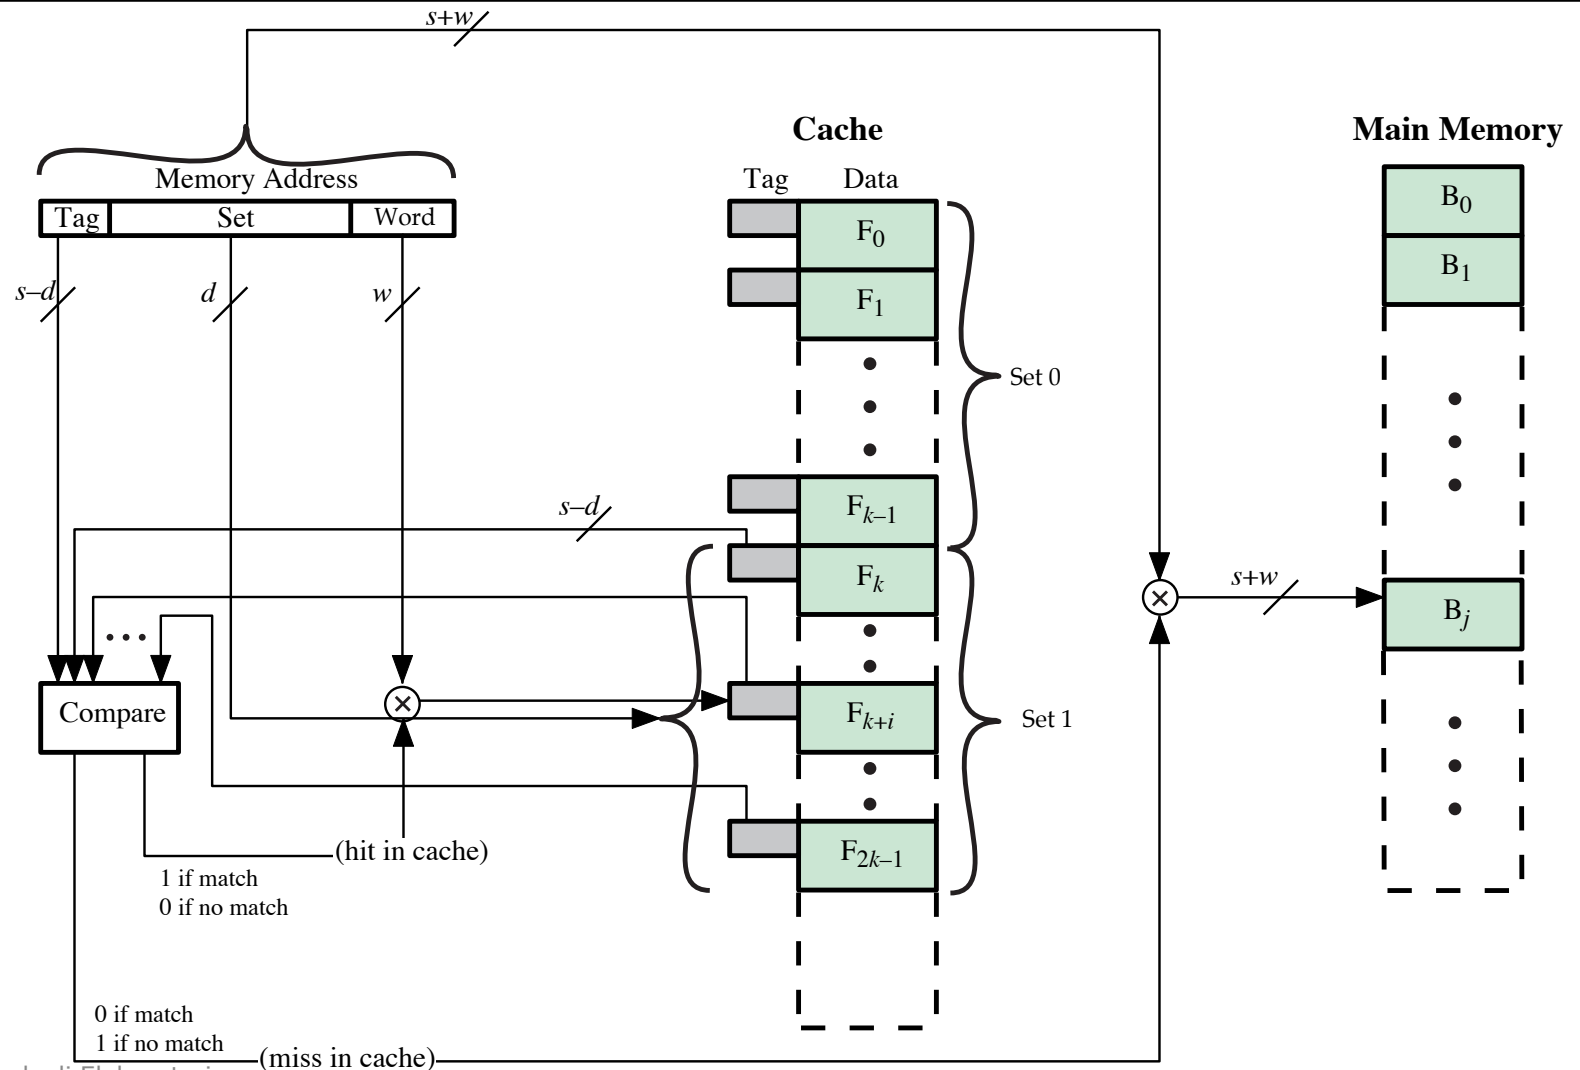 s+w
Cache
Main Memory
Memory Address
Tag Data
Tag Set Word
B0
B1
F0
F1
s–d
d
w
Set 0
s–d
Fk–1
Fk
s+w
Bj
Compare
Fk+i
Set 1
(hit in cache)
F2k–1
1 if match
0 if no match
0 if match
1 if no match
(miss in cache)